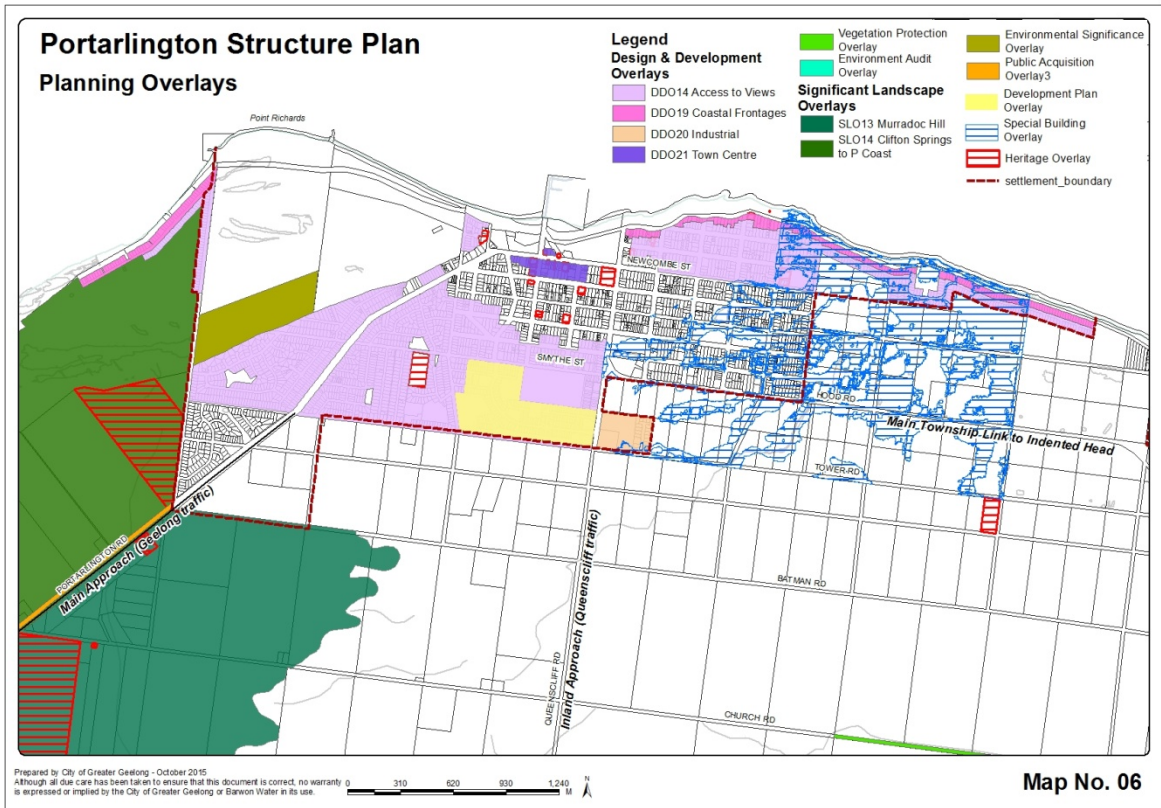 Portarlington Structure Plan
Planning Overlays
Legend
Design & Development
Overlays
DDO14 Access to Views
DDO19 Coastal Frontages
DDO20 Industrial
DDO21 Town Centre
Vegetation Protection
Overlay
Environment Audit
Overlay
Significant Landscape
Overlays
SLO13 Murradoc Hill
SLO14 Clifton Springs
to P Coast
Environmental Significance
Overlay
Public Acquisition
Overlay3
Development Plan
Overlay
Special Building
Overlay
Heritage Overlay
settlement_boundary
Point Richards
NEWCOMBE ST
SMYTHE ST
HOOD RD
Main Township Link to Indented Head
TOWER RD
PORTARLINGTON RD
Main Approach (Geelong traffic)
BATMAN RD
QUEENSCLIFF RD
Inland Approach (Queenscliff traffic)
CHURCH RD
Prepared by City of Greater Geelong - October 2015
Although all due care has been taken to ensure that this document is correct, no warranty
is expressed or implied by the City of Greater Geelong or Barwon Water in its use.
0 310 620 930 1,240
M
N
Map No. 06